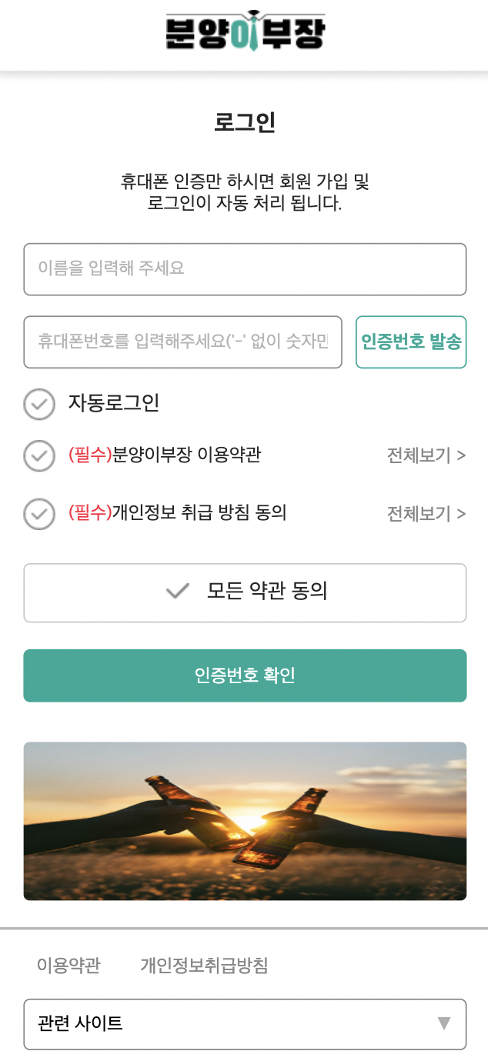 분양이부장
로그인
휴대폰 인증만 하시면 회원 가입 및
로그인이 자동 처리 됩니다.
이름을 입력해 주세요
휴대폰번호를 입력해주세요('-' 없이 숫자만
인증번호 발송
자동로그인
(필수)분양이부장 이용약관
전체보기 >
(필수)개인정보 취급 방침 동의
전체보기 >
모든 약관 동의
인증번호 확인
이용약관
개인정보취급방침
관련 사이트